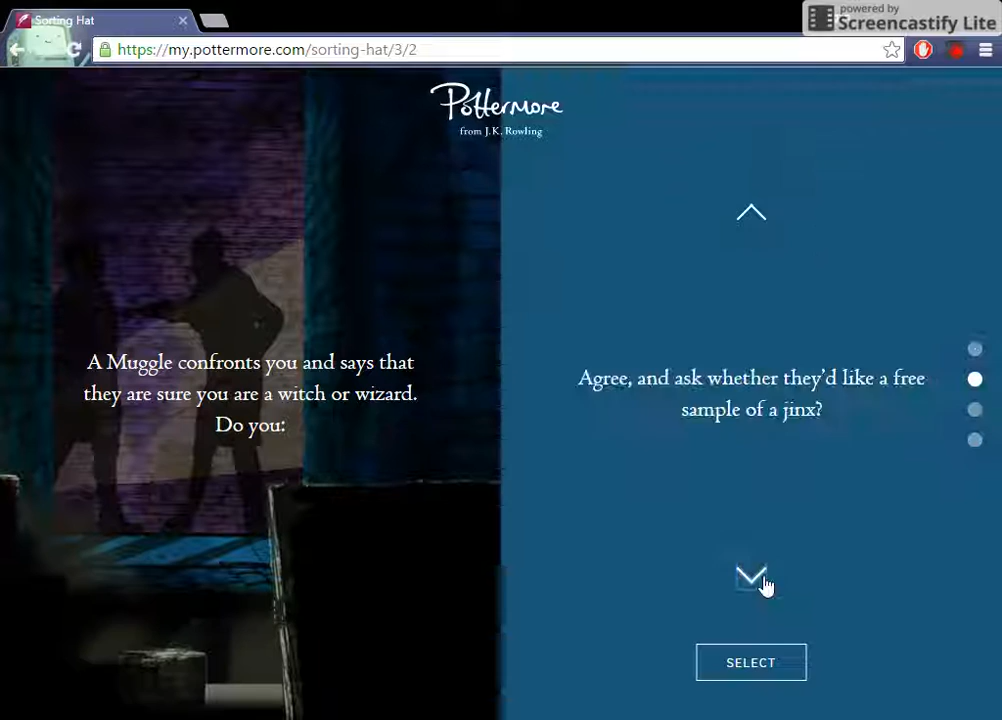 powered by
Screencastify Lite
Sorting Hat
https://my.pottermore.com/sorting-hat/3/2
Pottermore
from J.K. Rowling
A Muggle confronts you and says that
they are sure you are a witch or wizard.
Do you:
Agree, and ask whether they'd like a free
sample of a jinx?
SELECT